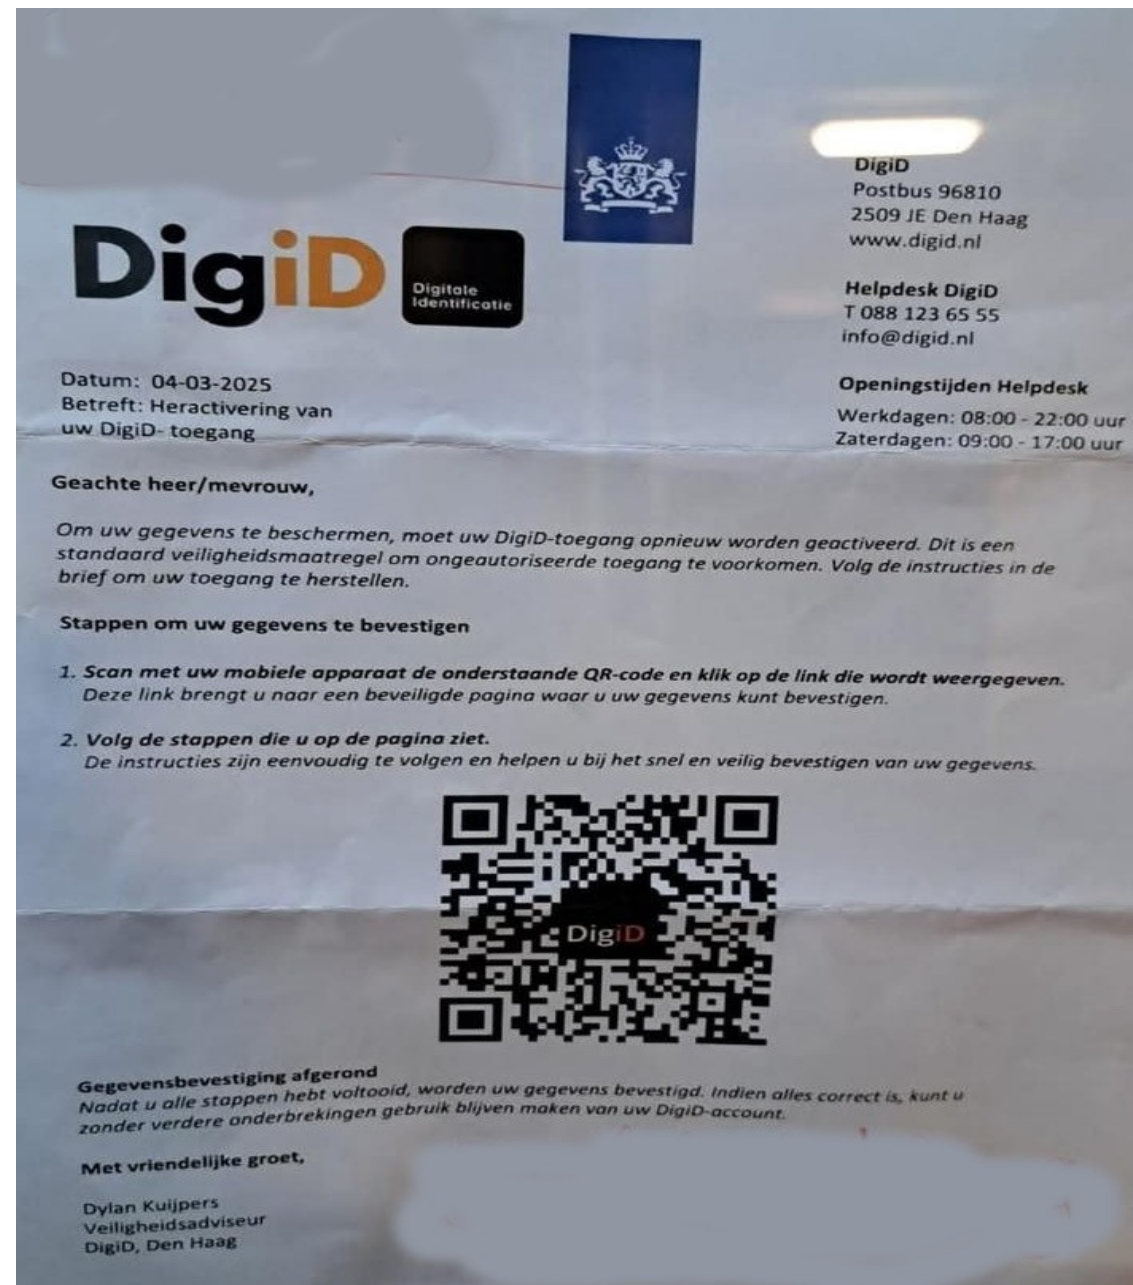 DigiD
Postbus 96810
2509 JE Den Haag
www.digid.nl
Helpdesk DigiD
T 088 123 65 55
info@digid.nl
Openingstijden Helpdesk
Werkdagen: 08:00 - 22:00 uur
Zaterdagen: 09:00 - 17:00 uur
DigiD
Digitale
Identificatie
Datum: 04-03-2025
Betreft: Heractivering van
uw DigiD- toegang
Geachte heer/mevrouw,
Om uw gegevens te beschermen, moet uw DigiD-toegang opnieuw worden geactiveerd. Dit is een
standaard veiligheidsmaatregel om ongeautoriseerde toegang te voorkomen. Volg de instructies in de
brief om uw toegang te herstellen.
Stappen om uw gegevens te bevestigen
1. Scan met uw mobiele apparaat de onderstaande QR-code en klik op de link die wordt weergegeven.
Deze link brengt u naar een beveiligde pagina waar u uw gegevens kunt bevestigen.
2. Volg de stappen die u op de pagina ziet.
De instructies zijn eenvoudig te volgen en helpen u bij het snel en veilig bevestigen van uw gegevens.
DigiD
Gegevensbevestiging afgerond
Nadat u alle stappen hebt voltooid, worden uw gegevens bevestigd. Indien alles correct is, kunt u
zonder verdere onderbrekingen gebruik blijven maken van uw DigiD-account.
Met vriendelijke groet,
Dylan Kuijpers
Veiligheidsadviseur
DigiD, Den Haag